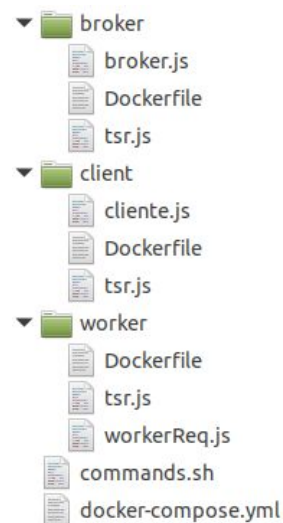 broker
broker.js
Dockerfile
tsr.js
client
cliente.js
Dockerfile
tsr.js
worker
Dockerfile
tsr.js
workerReq.js
commands.sh
docker-compose.yml